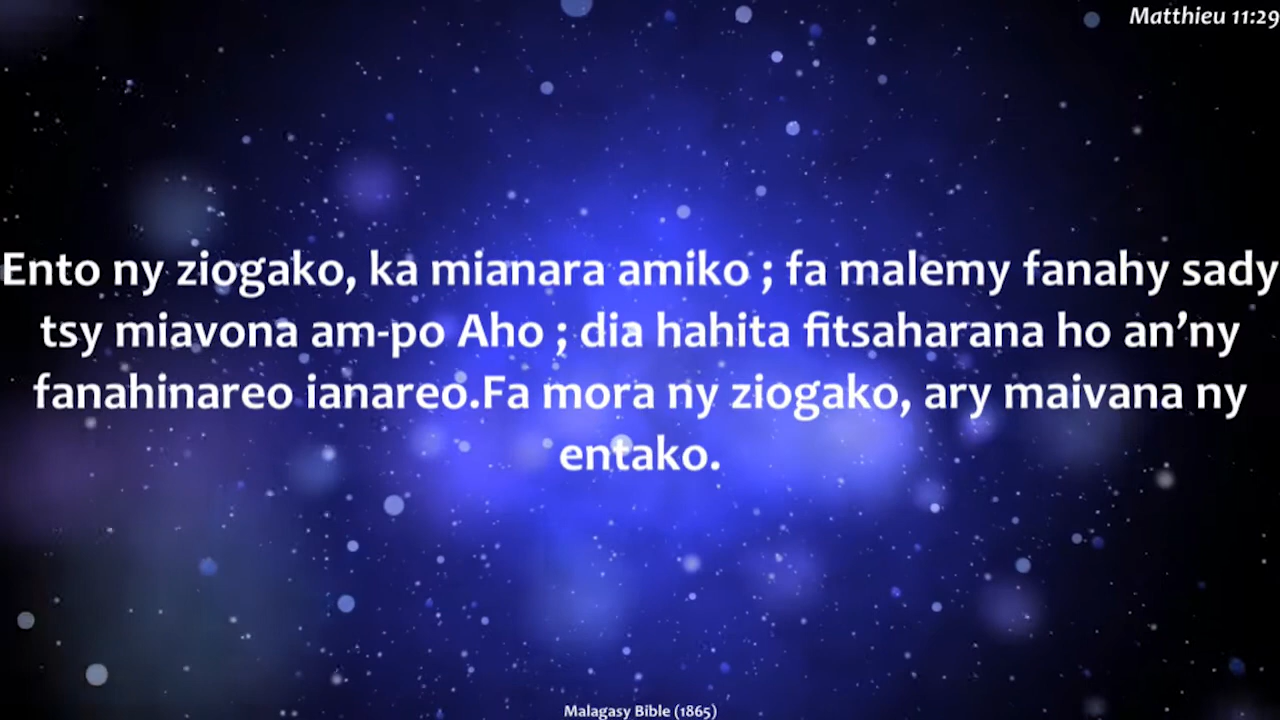 Matthieu 11:29
Ento ny ziogako, ka mianara amiko ; fa malemy fanahy sady
tsy miavona am-po Aho ; dia hahita fitsaharana ho an’ny
fanahinareo ianareo.Fa mora ny ziogako, ary maivana ny
entako.
Malagasy Bible (1865)